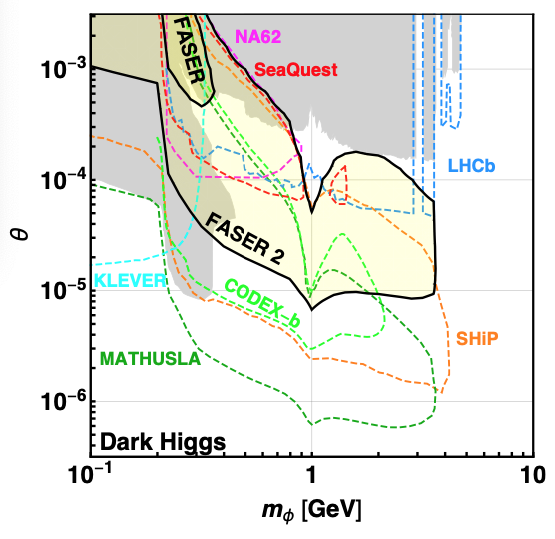 FASER
NA62
SeaQuest
10⁻³
LHCb
10⁻⁴
θ
FASER 2
KLEVER
10⁻⁵
CODEX-b
SHiP
MATHUSLA
10⁻⁶
Dark Higgs
10⁻¹ 1 10
m_ϕ [GeV]